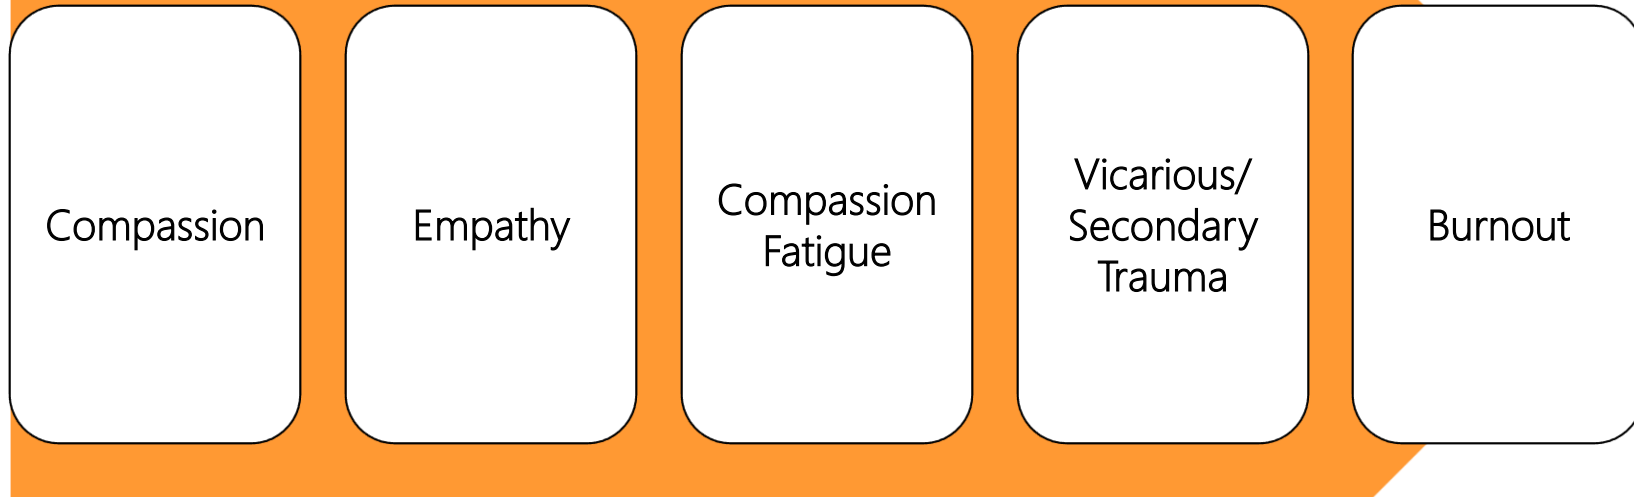 Compassion
Empathy
Compassion
Fatigue
Vicarious/
Secondary
Trauma
Burnout